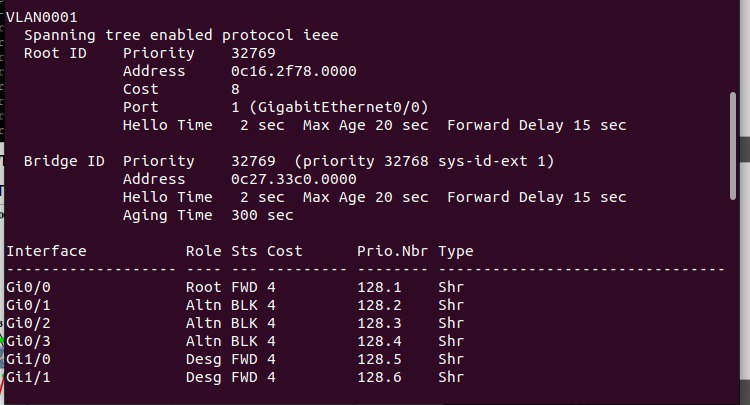 VLAN0001
Spanning tree enabled protocol ieee
Root ID Priority 32769
Address 0c16.2f78.0000
Cost 8
Port 1 (GigabitEthernet0/0)
Hello Time 2 sec Max Age 20 sec Forward Delay 15 sec
Bridge ID Priority 32769 (priority 32768 sys-id-ext 1)
Address 0c27.33c0.0000
Hello Time 2 sec Max Age 20 sec Forward Delay 15 sec
Aging Time 300 sec
Interface Role Sts Cost Prio.Nbr Type
------------------- ---- --- --------- -------- --------------------------------
Gi0/0 Root FWD 4 128.1 Shr
Gi0/1 Altn BLK 4 128.2 Shr
Gi0/2 Altn BLK 4 128.3 Shr
Gi0/3 Altn BLK 4 128.4 Shr
Gi1/0 Desg FWD 4 128.5 Shr
Gi1/1 Desg FWD 4 128.6 Shr